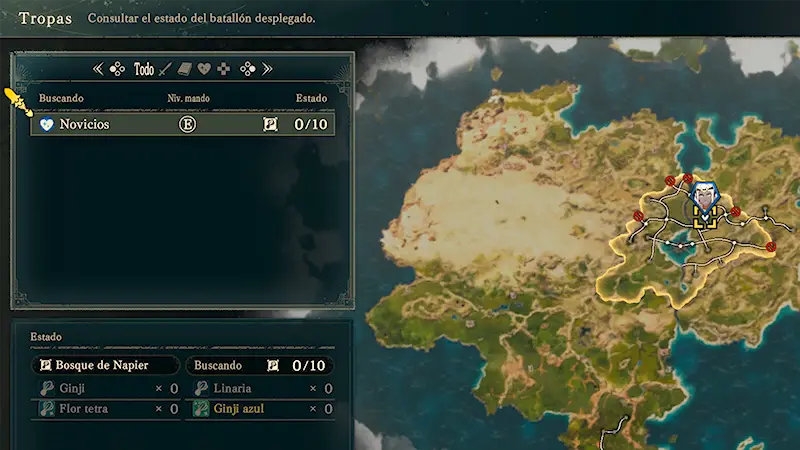 Tropas Consultar el estado del batallón desplegado.
Todo
Buscando Niv. mando Estado
Novicios E 0/10
Estado
Bosque de Napier Buscando 0/10
Ginji × 0 Linaria × 0
Flor tetra × 0 Ginji azul × 0